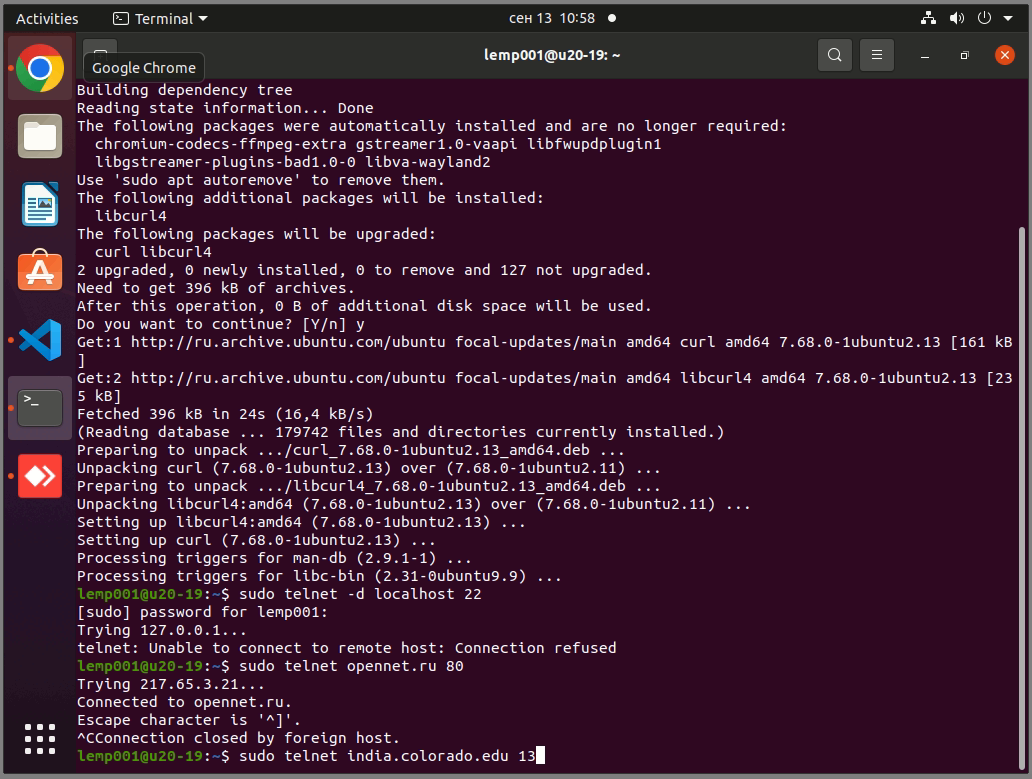 Activities
Terminal
сен 13 10:58
lemp001@u20-19: ~
Google Chrome
Building dependency tree
Reading state information... Done
The following packages were automatically installed and are no longer required:
  chromium-codecs-ffmpeg-extra gstreamer1.0-vaapi libfwupdplugin1
  libgstreamer-plugins-bad1.0-0 libva-wayland2
Use 'sudo apt autoremove' to remove them.
The following additional packages will be installed:
  libcurl4
The following packages will be upgraded:
  curl libcurl4
2 upgraded, 0 newly installed, 0 to remove and 127 not upgraded.
Need to get 396 kB of archives.
After this operation, 0 B of additional disk space will be used.
Do you want to continue? [Y/n] y
Get:1 http://ru.archive.ubuntu.com/ubuntu focal-updates/main amd64 curl amd64 7.68.0-1ubuntu2.13 [161 kB
]
Get:2 http://ru.archive.ubuntu.com/ubuntu focal-updates/main amd64 libcurl4 amd64 7.68.0-1ubuntu2.13 [23
5 kB]
Fetched 396 kB in 24s (16,4 kB/s)
(Reading database ... 179742 files and directories currently installed.)
Preparing to unpack .../curl_7.68.0-1ubuntu2.13_amd64.deb ...
Unpacking curl (7.68.0-1ubuntu2.13) over (7.68.0-1ubuntu2.11) ...
Preparing to unpack .../libcurl4_7.68.0-1ubuntu2.13_amd64.deb ...
Unpacking libcurl4:amd64 (7.68.0-1ubuntu2.13) over (7.68.0-1ubuntu2.11) ...
Setting up libcurl4:amd64 (7.68.0-1ubuntu2.13) ...
Setting up curl (7.68.0-1ubuntu2.13) ...
Processing triggers for man-db (2.9.1-1) ...
Processing triggers for libc-bin (2.31-0ubuntu9.9) ...
lemp001@u20-19:~$ sudo telnet -d localhost 22
[sudo] password for lemp001:
Trying 127.0.0.1...
telnet: Unable to connect to remote host: Connection refused
lemp001@u20-19:~$ sudo telnet opennet.ru 80
Trying 217.65.3.21...
Connected to opennet.ru.
Escape character is '^]'.
^CConnection closed by foreign host.
lemp001@u20-19:~$ sudo telnet india.colorado.edu 13